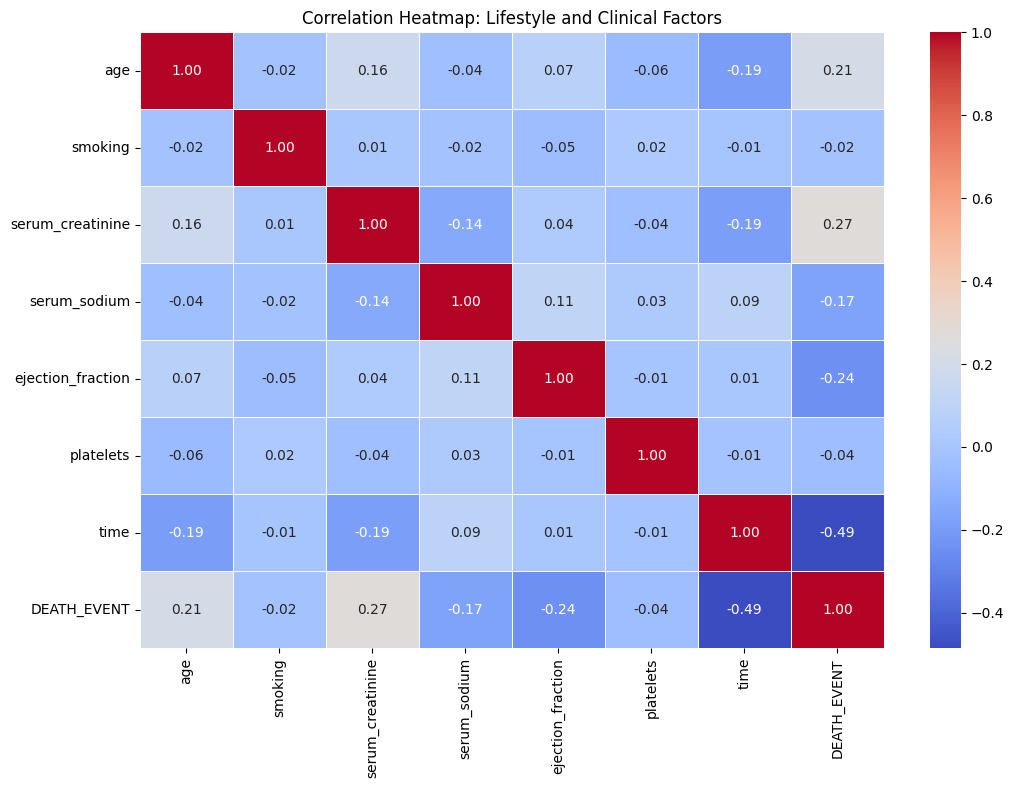 Correlation Heatmap: Lifestyle and Clinical Factors
age 1.00 -0.02 0.16 -0.04 0.07 -0.06 -0.19 0.21
smoking -0.02 1.00 0.01 -0.02 -0.05 0.02 -0.01 -0.02
serum_creatinine 0.16 0.01 1.00 -0.14 0.04 -0.04 -0.19 0.27
serum_sodium -0.04 -0.02 -0.14 1.00 0.11 0.03 0.09 -0.17
ejection_fraction 0.07 -0.05 0.04 0.11 1.00 -0.01 0.01 -0.24
platelets -0.06 0.02 -0.04 0.03 -0.01 1.00 -0.01 -0.04
time -0.19 -0.01 -0.19 0.09 0.01 -0.01 1.00 -0.49
DEATH_EVENT 0.21 -0.02 0.27 -0.17 -0.24 -0.04 -0.49 1.00
age
smoking
serum_creatinine
serum_sodium
ejection_fraction
platelets
time
DEATH_EVENT
1.0
0.8
0.6
0.4
0.2
0.0
−0.2
−0.4